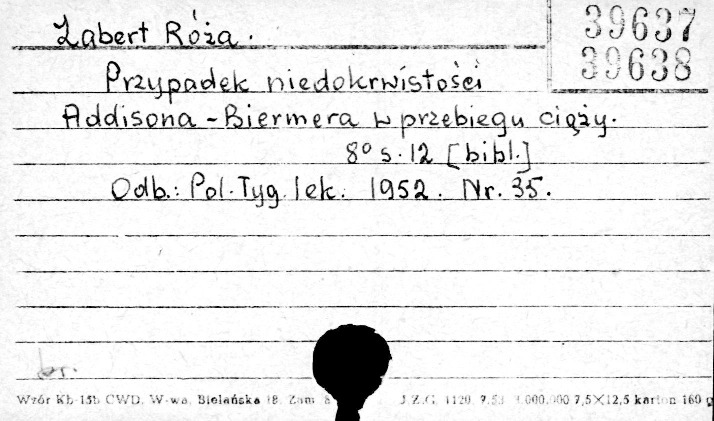 39637
39638
Żabert Róża.
Przypadek niedokrwistości
Addisona-Biermera w przebiegu ciąży.
8° s. 12 [bibl.]
Odb.: Pol. Tyg. lek. 1952. Nr. 35.
Wzór Kb-15b CWD, W-wa, Bielańska 18. Zam 8 J.Z.G. 1120. 7.53 1.000.000 7,5×12,5 karton 160 g